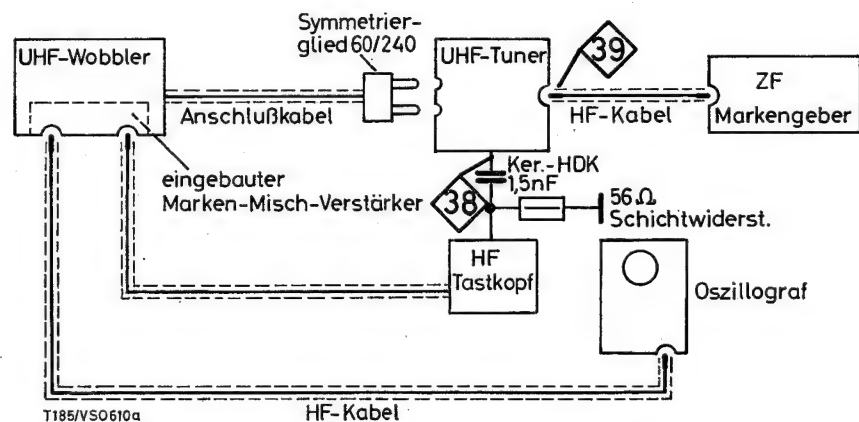 Symmetrier-
glied 60/240
UHF-Wobbler
UHF-Tuner
39
ZF
Markengeber
Anschlußkabel
HF-Kabel
eingebauter
Marken-Misch-Verstärker
Ker.-HDK
1,5nF
38
56Ω
Schichtwiderst.
HF
Tastkopf
Oszillograf
T185/VS0610a
HF-Kabel